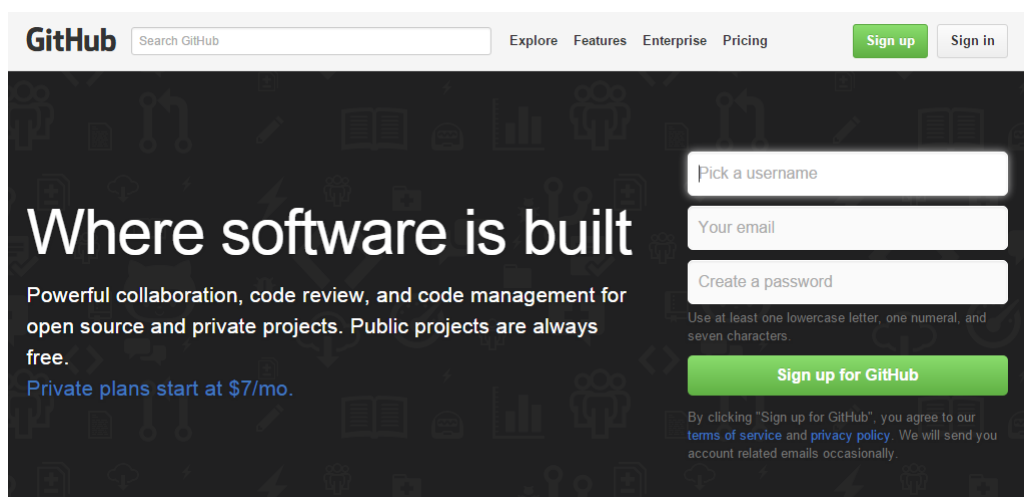 GitHub Search GitHub Explore Features Enterprise Pricing Sign up Sign in
Where software is built
Powerful collaboration, code review, and code management for
open source and private projects. Public projects are always
free.
Private plans start at $7/mo.
Pick a username
Your email
Create a password
Use at least one lowercase letter, one numeral, and
seven characters.
Sign up for GitHub
By clicking "Sign up for GitHub", you agree to our
terms of service and privacy policy. We will send you
account related emails occasionally.